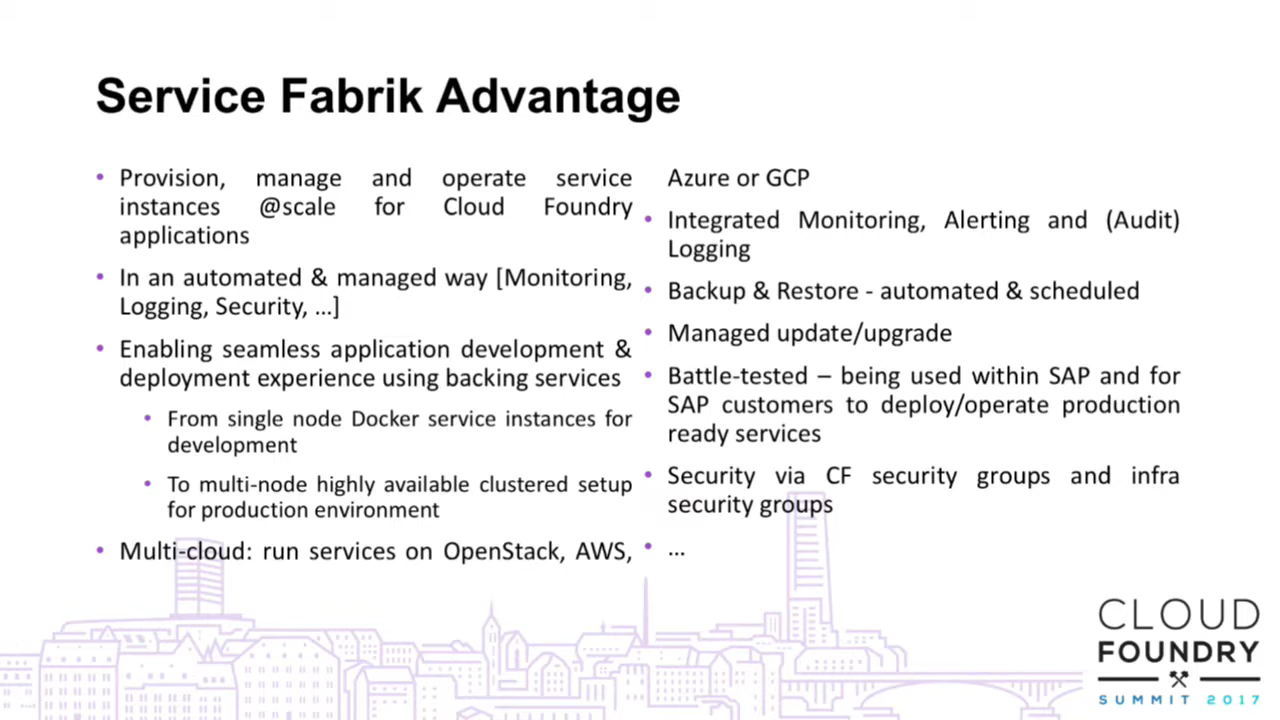 Service Fabrik Advantage
• Provision, manage and operate service
instances @scale for Cloud Foundry
applications
• In an automated & managed way [Monitoring,
Logging, Security, ...]
• Enabling seamless application development &
deployment experience using backing services
• From single node Docker service instances for
development
• To multi-node highly available clustered setup
for production environment
• Multi-cloud: run services on OpenStack, AWS,
Azure or GCP
• Integrated Monitoring, Alerting and (Audit)
Logging
• Backup & Restore - automated & scheduled
• Managed update/upgrade
• Battle-tested – being used within SAP and for
SAP customers to deploy/operate production
ready services
• Security via CF security groups and infra
security groups
• ...
CLOUD
FOUNDRY
SUMMIT 2017